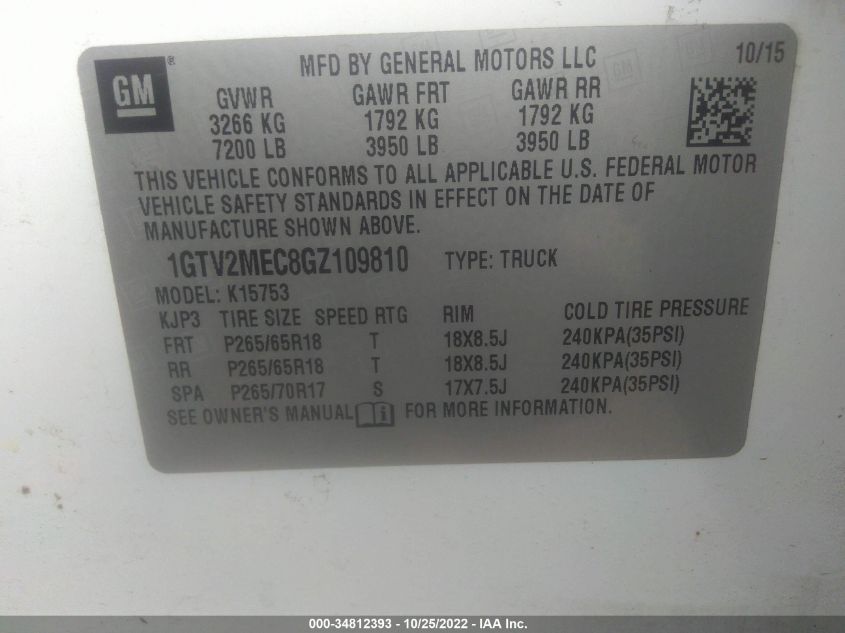 GM ®
MFD BY GENERAL MOTORS LLC 10/15
GVWR GAWR FRT GAWR RR
3266 KG 1792 KG 1792 KG
7200 LB 3950 LB 3950 LB
THIS VEHICLE CONFORMS TO ALL APPLICABLE U.S. FEDERAL MOTOR
VEHICLE SAFETY STANDARDS IN EFFECT ON THE DATE OF
MANUFACTURE SHOWN ABOVE.
1GTV2MEC8GZ109810 TYPE: TRUCK
MODEL: K15753
KJP3 TIRE SIZE SPEED RTG RIM COLD TIRE PRESSURE
FRT P265/65R18 T 18X8.5J 240KPA(35PSI)
RR P265/65R18 T 18X8.5J 240KPA(35PSI)
SPA P265/70R17 S 17X7.5J 240KPA(35PSI)
SEE OWNER'S MANUAL i FOR MORE INFORMATION.
000-34812393 - 10/25/2022 - IAA Inc.